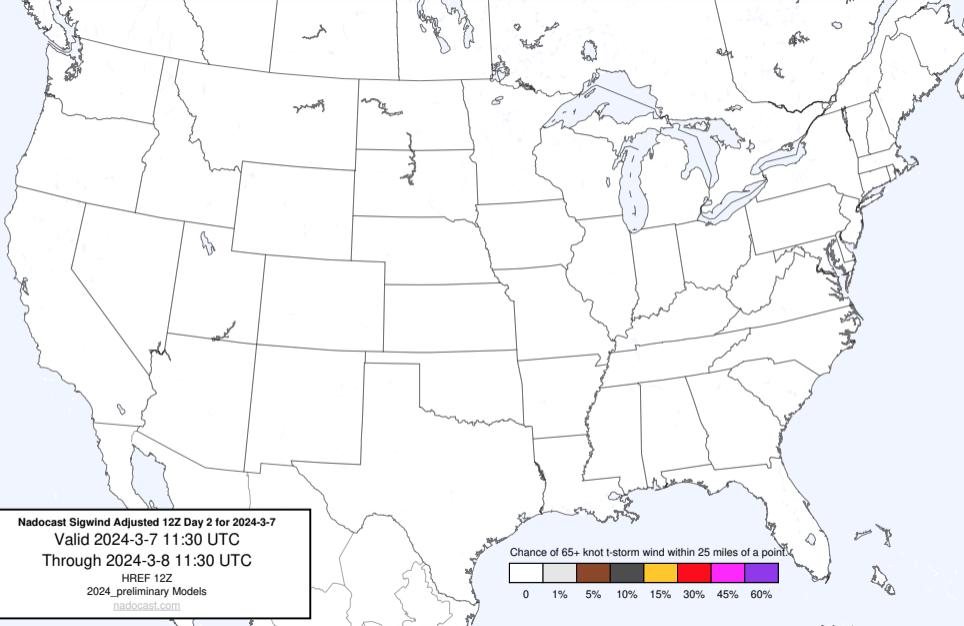 Nadocast Sigwind Adjusted 12Z Day 2 for 2024-3-7
Valid 2024-3-7 11:30 UTC
Through 2024-3-8 11:30 UTC
HREF 12Z
2024_preliminary Models
nadocast.com
Chance of 65+ knot t-storm wind within 25 miles of a point.
0 1% 5% 10% 15% 30% 45% 60%